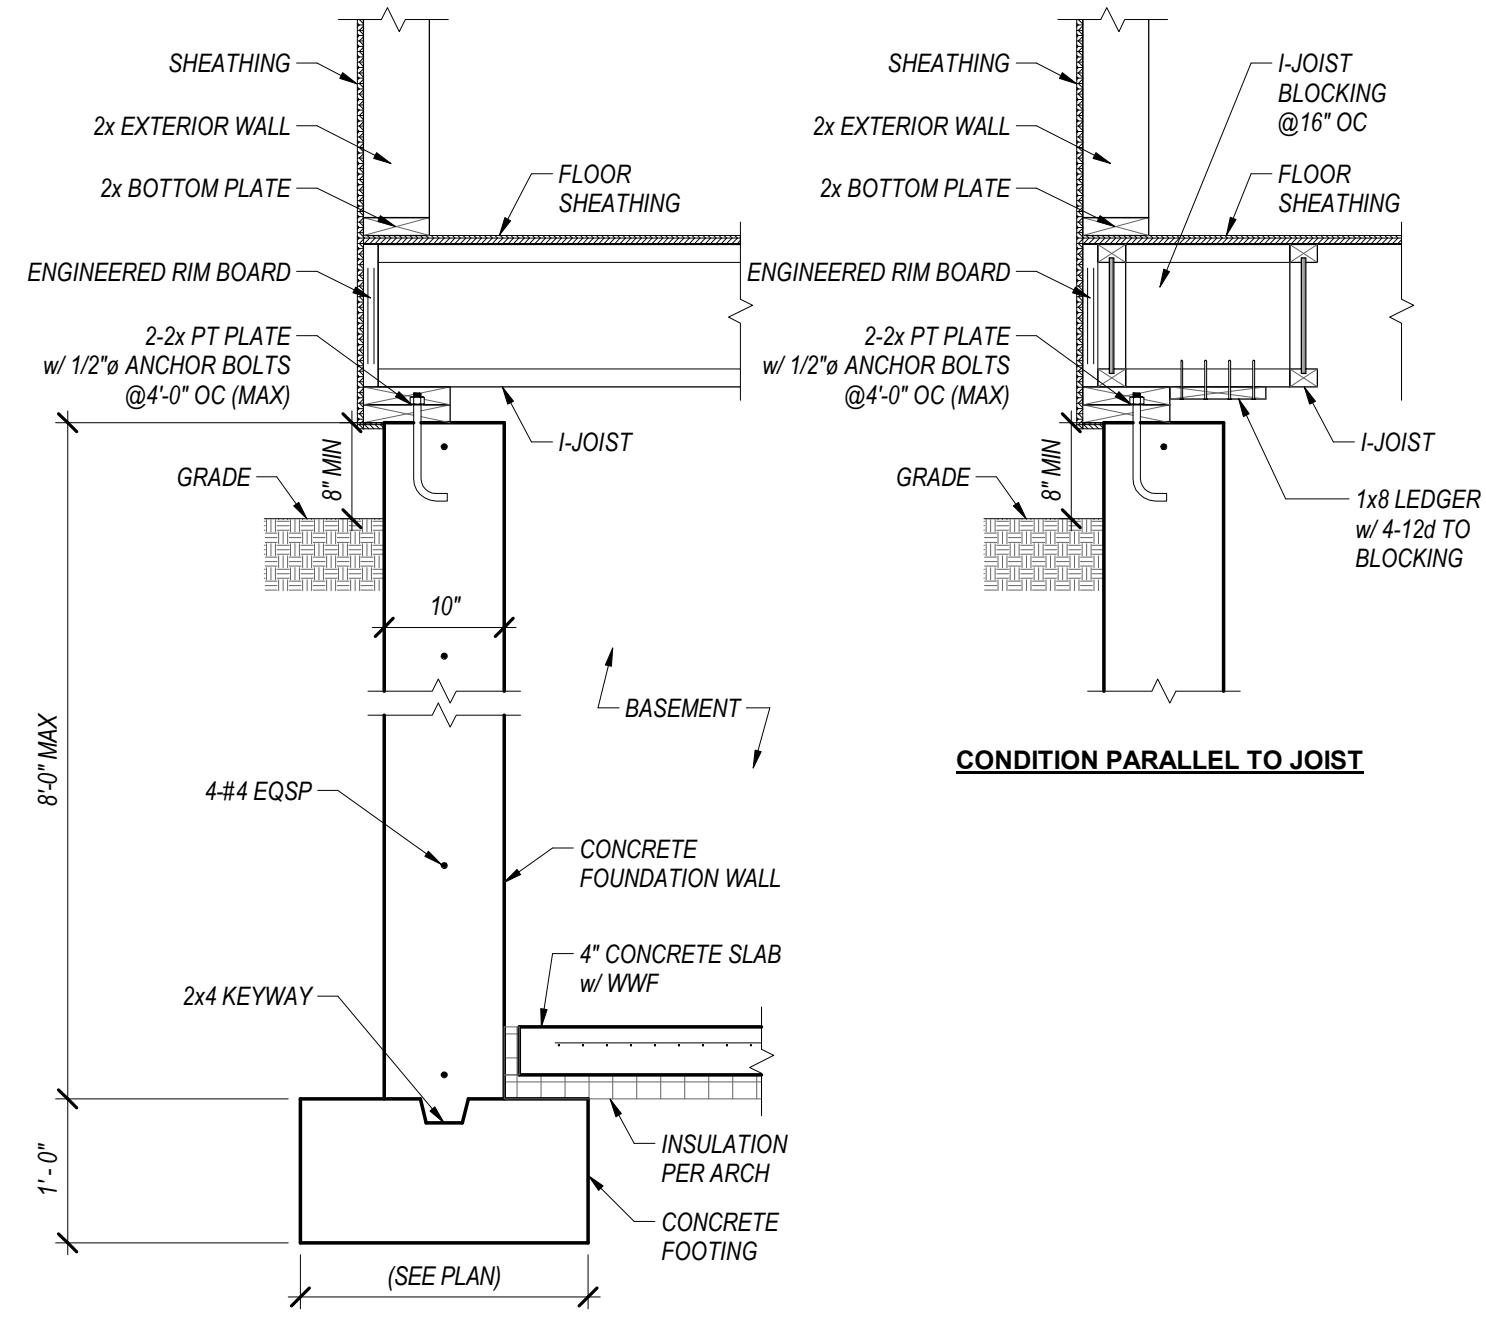 SHEATHING
2x EXTERIOR WALL
2x BOTTOM PLATE
FLOOR
SHEATHING
ENGINEERED RIM BOARD
2-2x PT PLATE
w/ 1/2"ø ANCHOR BOLTS
@4'-0" OC (MAX)
I-JOIST
8" MIN
GRADE
10"
BASEMENT
8'-0" MAX
4-#4 EQSP
CONCRETE
FOUNDATION WALL
4" CONCRETE SLAB
w/ WWF
2x4 KEYWAY
1' - 0"
INSULATION
PER ARCH
CONCRETE
FOOTING
(SEE PLAN)
SHEATHING
I-JOIST
BLOCKING
@16" OC
2x EXTERIOR WALL
2x BOTTOM PLATE
FLOOR
SHEATHING
ENGINEERED RIM BOARD
2-2x PT PLATE
w/ 1/2"ø ANCHOR BOLTS
@4'-0" OC (MAX)
I-JOIST
8" MIN
GRADE
1x8 LEDGER
w/ 4-12d TO
BLOCKING
CONDITION PARALLEL TO JOIST